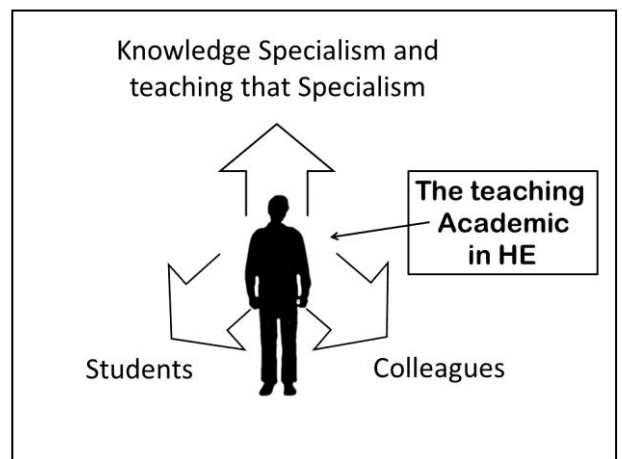 Knowledge Specialism and
teaching that Specialism
The teaching
Academic
in HE
Students
Colleagues